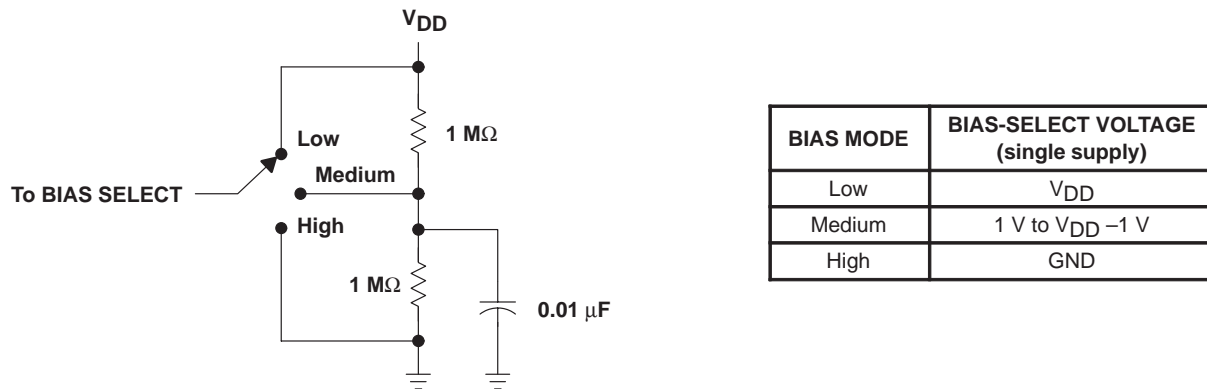 VDD
1 MΩ
Low
Medium
To BIAS SELECT
High
1 MΩ
0.01 µF
BIAS MODE
BIAS-SELECT VOLTAGE
(single supply)
Low
VDD
Medium
1 V to VDD –1 V
High
GND